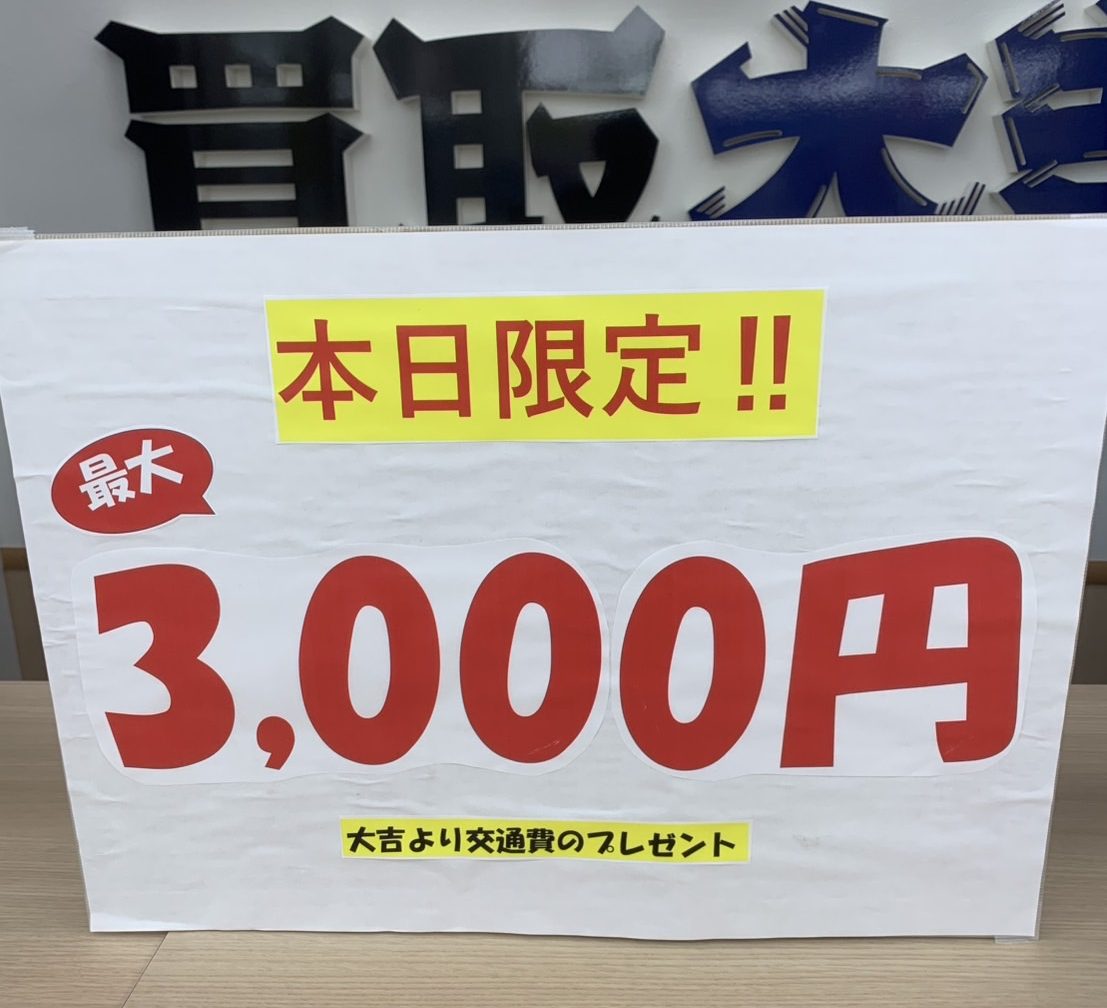 買取大吉
本日限定!!
最大
3,000円
大吉より交通費のプレゼント